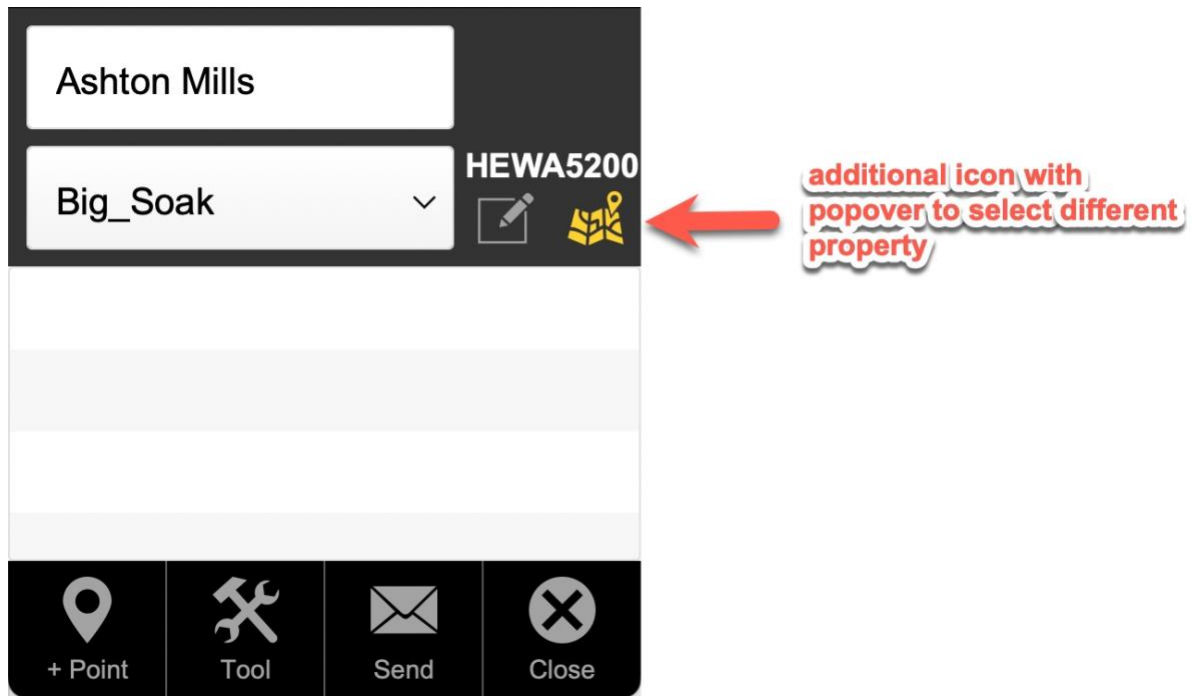 Ashton Mills
HEWA5200
Big_Soak
additional icon with
popover to select different
property
+ Point
Tool
Send
Close